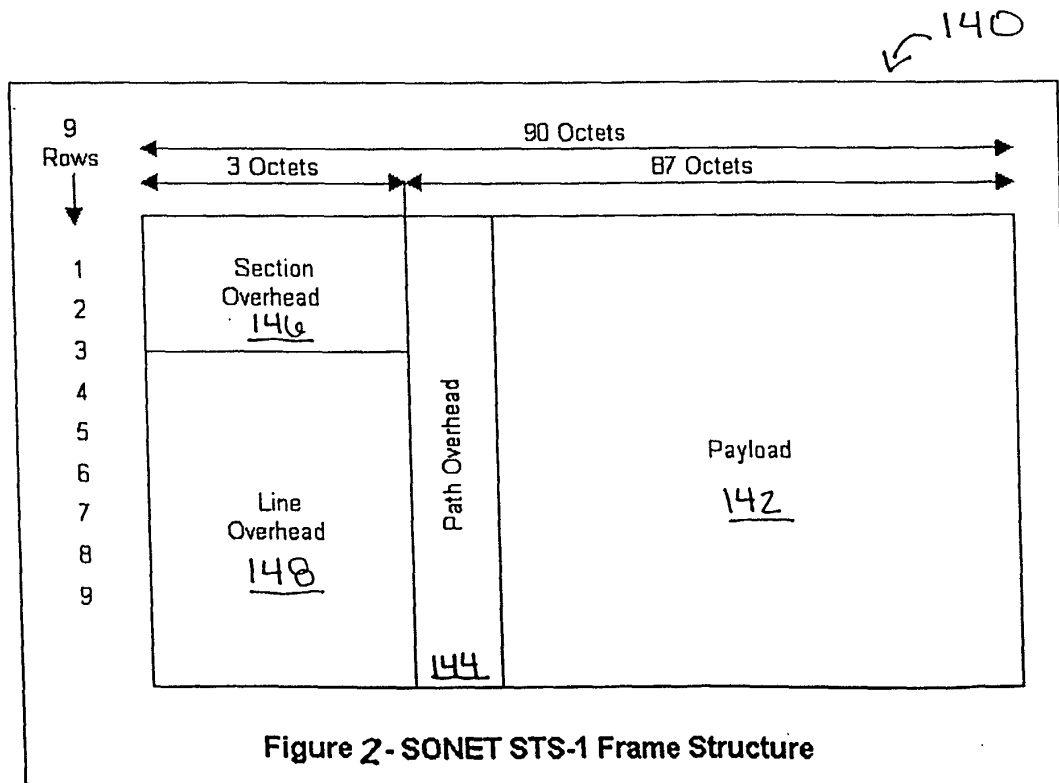 140
9
Rows
90 Octets
3 Octets
87 Octets
1
2
3
4
5
6
7
8
9
Section
Overhead
146
Line
Overhead
148
Path Overhead
144
Payload
142
Figure 2 - SONET STS-1 Frame Structure